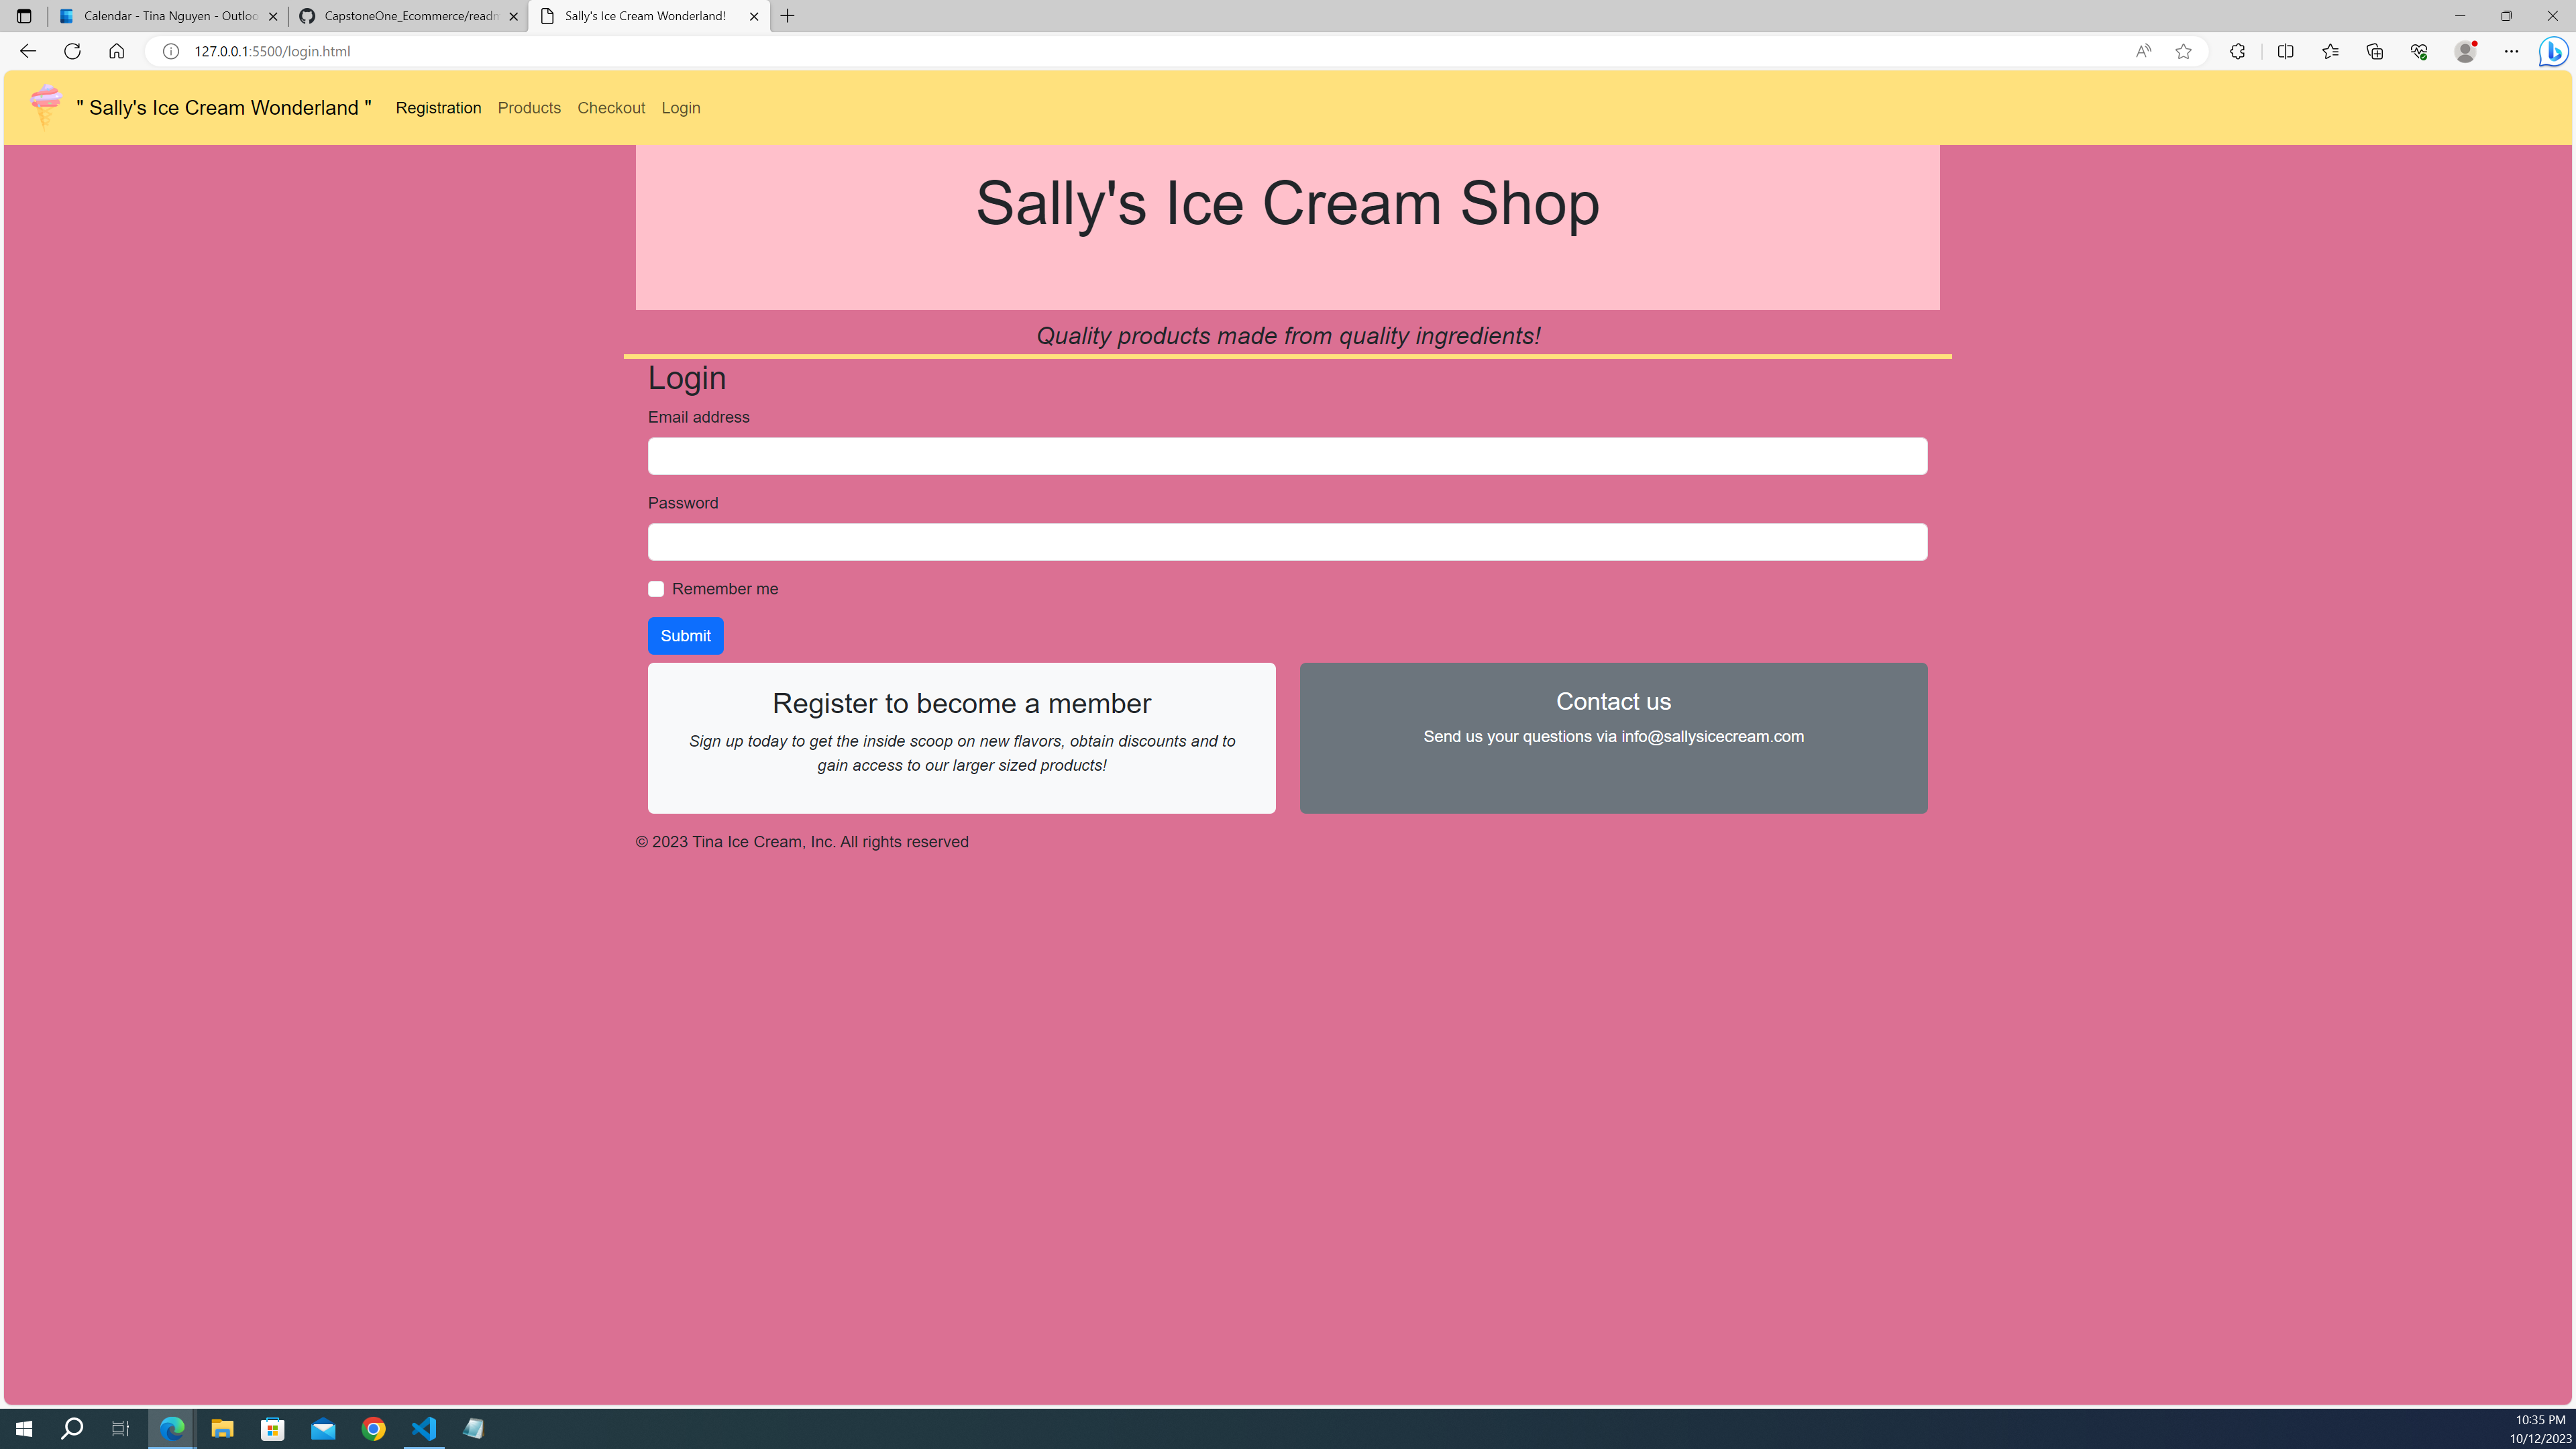 Calendar - Tina Nguyen - Outloo
CapstoneOne_Ecommerce/readm
Sally's Ice Cream Wonderland!
127.0.0.1:5500/login.html
" Sally's Ice Cream Wonderland "
Registration
Products
Checkout
Login
Sally's Ice Cream Shop
Quality products made from quality ingredients!
Login
Email address
Password
Remember me
Submit
Register to become a member
Sign up today to get the inside scoop on new flavors, obtain discounts and to
gain access to our larger sized products!
Contact us
Send us your questions via info@sallysicecream.com
© 2023 Tina Ice Cream, Inc. All rights reserved
10:35 PM
10/12/2023